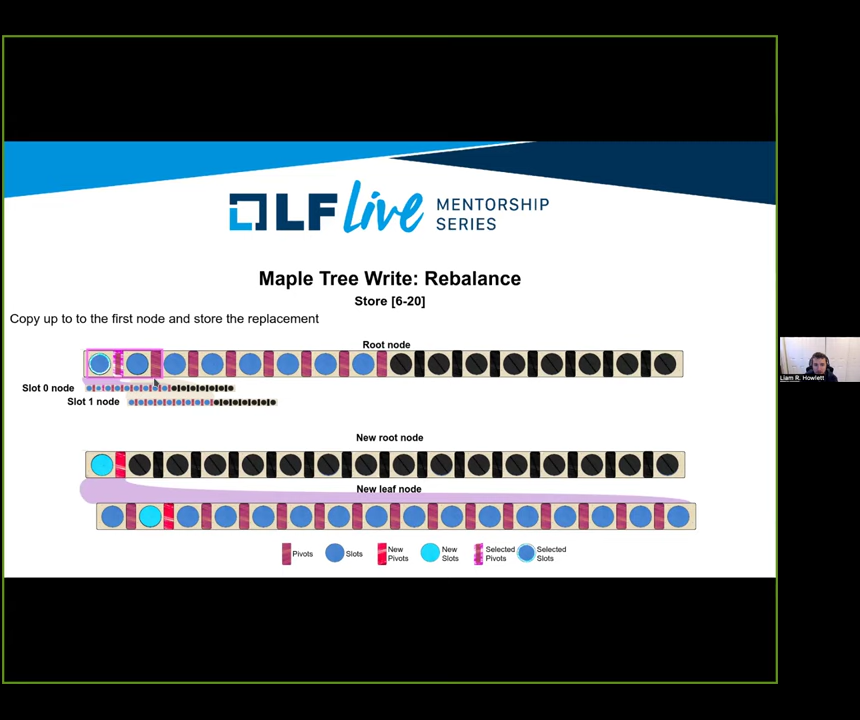 LF Live MENTORSHIP SERIES
Maple Tree Write: Rebalance
Store [6-20]
Copy up to to the first node and store the replacement
Root node
Slot 0 node
Slot 1 node
New root node
New leaf node
Pivots
Slots
New Pivots
New Slots
Selected Pivots
Selected Slots
Liam R. Howlett